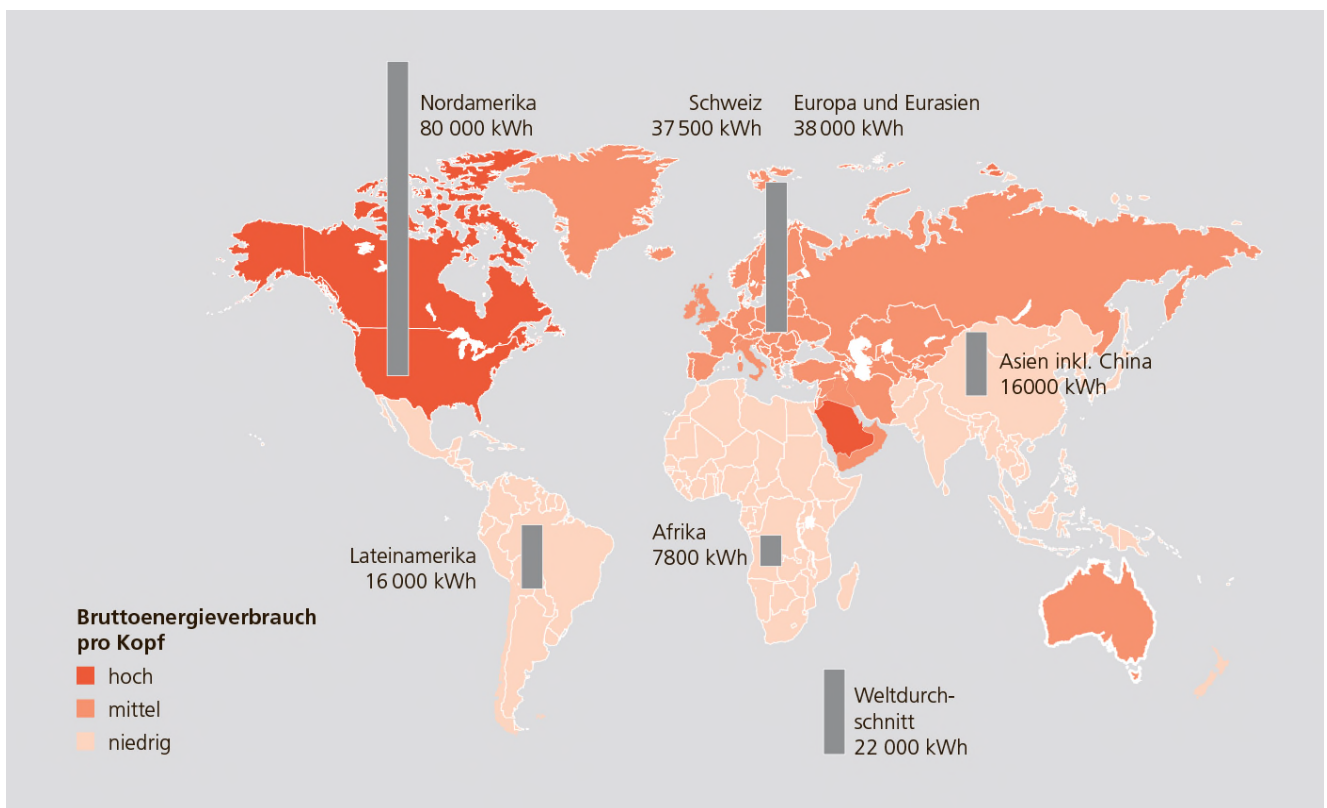 Nordamerika
80 000 kWh
Schweiz
37 500 kWh
Europa und Eurasien
38 000 kWh
Asien inkl. China
16000 kWh
Afrika
7800 kWh
Lateinamerika
16 000 kWh
Bruttoenergieverbrauch
pro Kopf
hoch
mittel
niedrig
Weltdurch-
schnitt
22 000 kWh